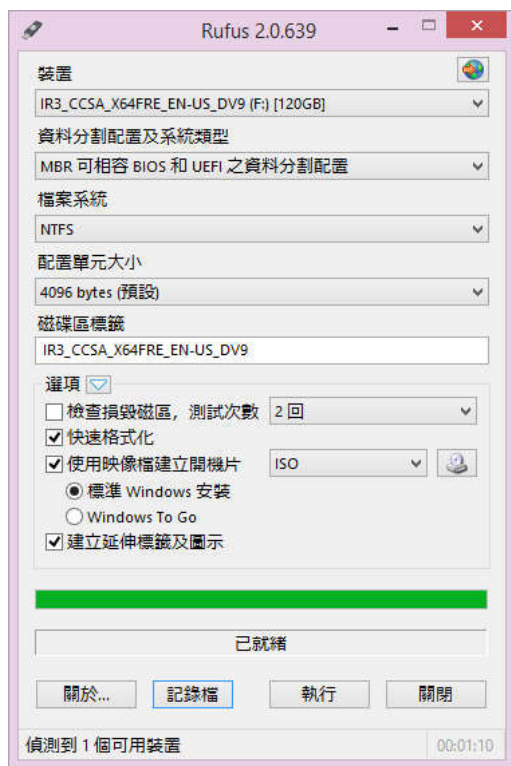 Rufus 2.0.639
裝置
IR3_CCSA_X64FRE_EN-US_DV9 (F:) [120GB]
資料分割配置及系統類型
MBR 可相容 BIOS 和 UEFI 之資料分割配置
檔案系統
NTFS
配置單元大小
4096 bytes (預設)
磁碟區標籤
IR3_CCSA_X64FRE_EN-US_DV9
選項
檢查損毀磁區，測試次數 2 回
快速格式化
使用映像檔建立開機片 ISO
標準 Windows 安裝
Windows To Go
建立延伸標籤及圖示
已就緒
關於... 記錄檔 執行 關閉
偵測到 1 個可用裝置 00:01:10